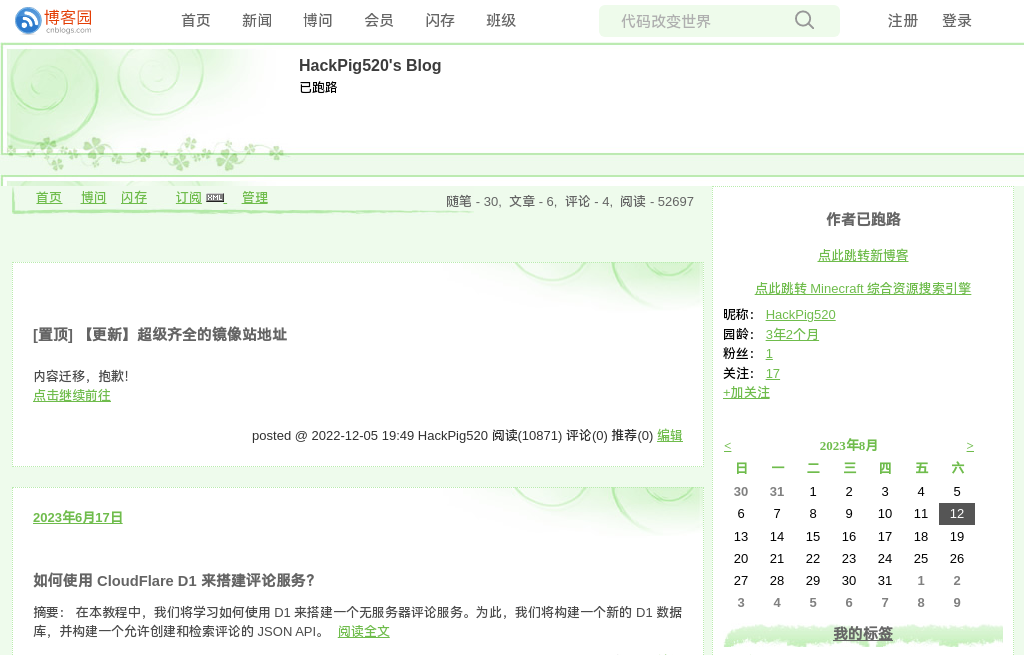 博客园
cnblogs.com
首页 新闻 博问 会员 闪存 班级 代码改变世界 注册 登录
HackPig520's Blog
已跑路
首页 博问 闪存 订阅 XML 管理
随笔 - 30, 文章 - 6, 评论 - 4, 阅读 - 52697
[置顶] 【更新】超级齐全的镜像站地址
内容迁移，抱歉！
点击继续前往
posted @ 2022-12-05 19:49 HackPig520 阅读(10871) 评论(0) 推荐(0) 编辑
2023年6月17日
如何使用 CloudFlare D1 来搭建评论服务？
摘要： 在本教程中，我们将学习如何使用 D1 来搭建一个无服务器评论服务。为此，我们将构建一个新的 D1 数据
库，并构建一个允许创建和检索评论的 JSON API。 阅读全文
作者已跑路
点此跳转新博客
点此跳转 Minecraft 综合资源搜索引擎
昵称： HackPig520
园龄： 3年2个月
粉丝： 1
关注： 17
+加关注
< 2023年8月 >
日 一 二 三 四 五 六
30 31 1 2 3 4 5
6 7 8 9 10 11 12
13 14 15 16 17 18 19
20 21 22 23 24 25 26
27 28 29 30 31 1 2
3 4 5 6 7 8 9
我的标签